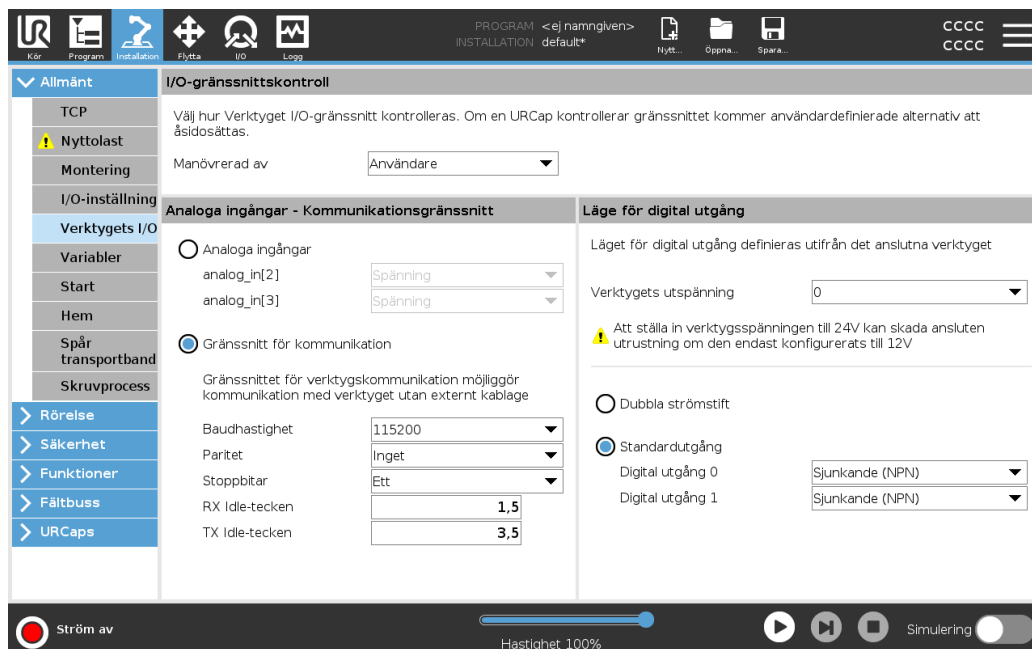 UR
PROGRAM <ej namngiven>
INSTALLATION default*
CCCC
CCCC
Kör
Program
Installation
Flytta
I/O
Logg
Nytt...
Öppna...
Spara...
Allmänt
TCP
Nyttolast
Montering
I/O-inställning
Verktygets I/O
Variabler
Start
Hem
Spår
transportband
Skruvprocess
Rörelse
Säkerhet
Funktioner
Fältbuss
URCaps
I/O-gränssnittskontroll
Välj hur Verktyget I/O-gränssnitt kontrolleras. Om en URCap kontrollerar gränssnittet kommer användardefinierade alternativ att
åsidosättas.
Manövrerad av Användare
Analoga ingångar - Kommunikationsgränssnitt
Analoga ingångar
analog_in[2] Spänning
analog_in[3] Spänning
Gränssnitt för kommunikation
Gränssnittet för verktygskommunikation möjliggör
kommunikation med verktyget utan externt kablage
Baudhastighet 115200
Paritet Inget
Stoppbitar Ett
RX Idle-tecken 1,5
TX Idle-tecken 3,5
Läge för digital utgång
Läget för digital utgång definieras utifrån det anslutna verktyget
Verktygets utspänning 0
Att ställa in verktygsspänningen till 24V kan skada ansluten
utrustning om den endast konfigurerats till 12V
Dubbla strömstift
Standardutgång
Digital utgång 0 Sjunkande (NPN)
Digital utgång 1 Sjunkande (NPN)
Ström av
Hastighet 100%
Simulering